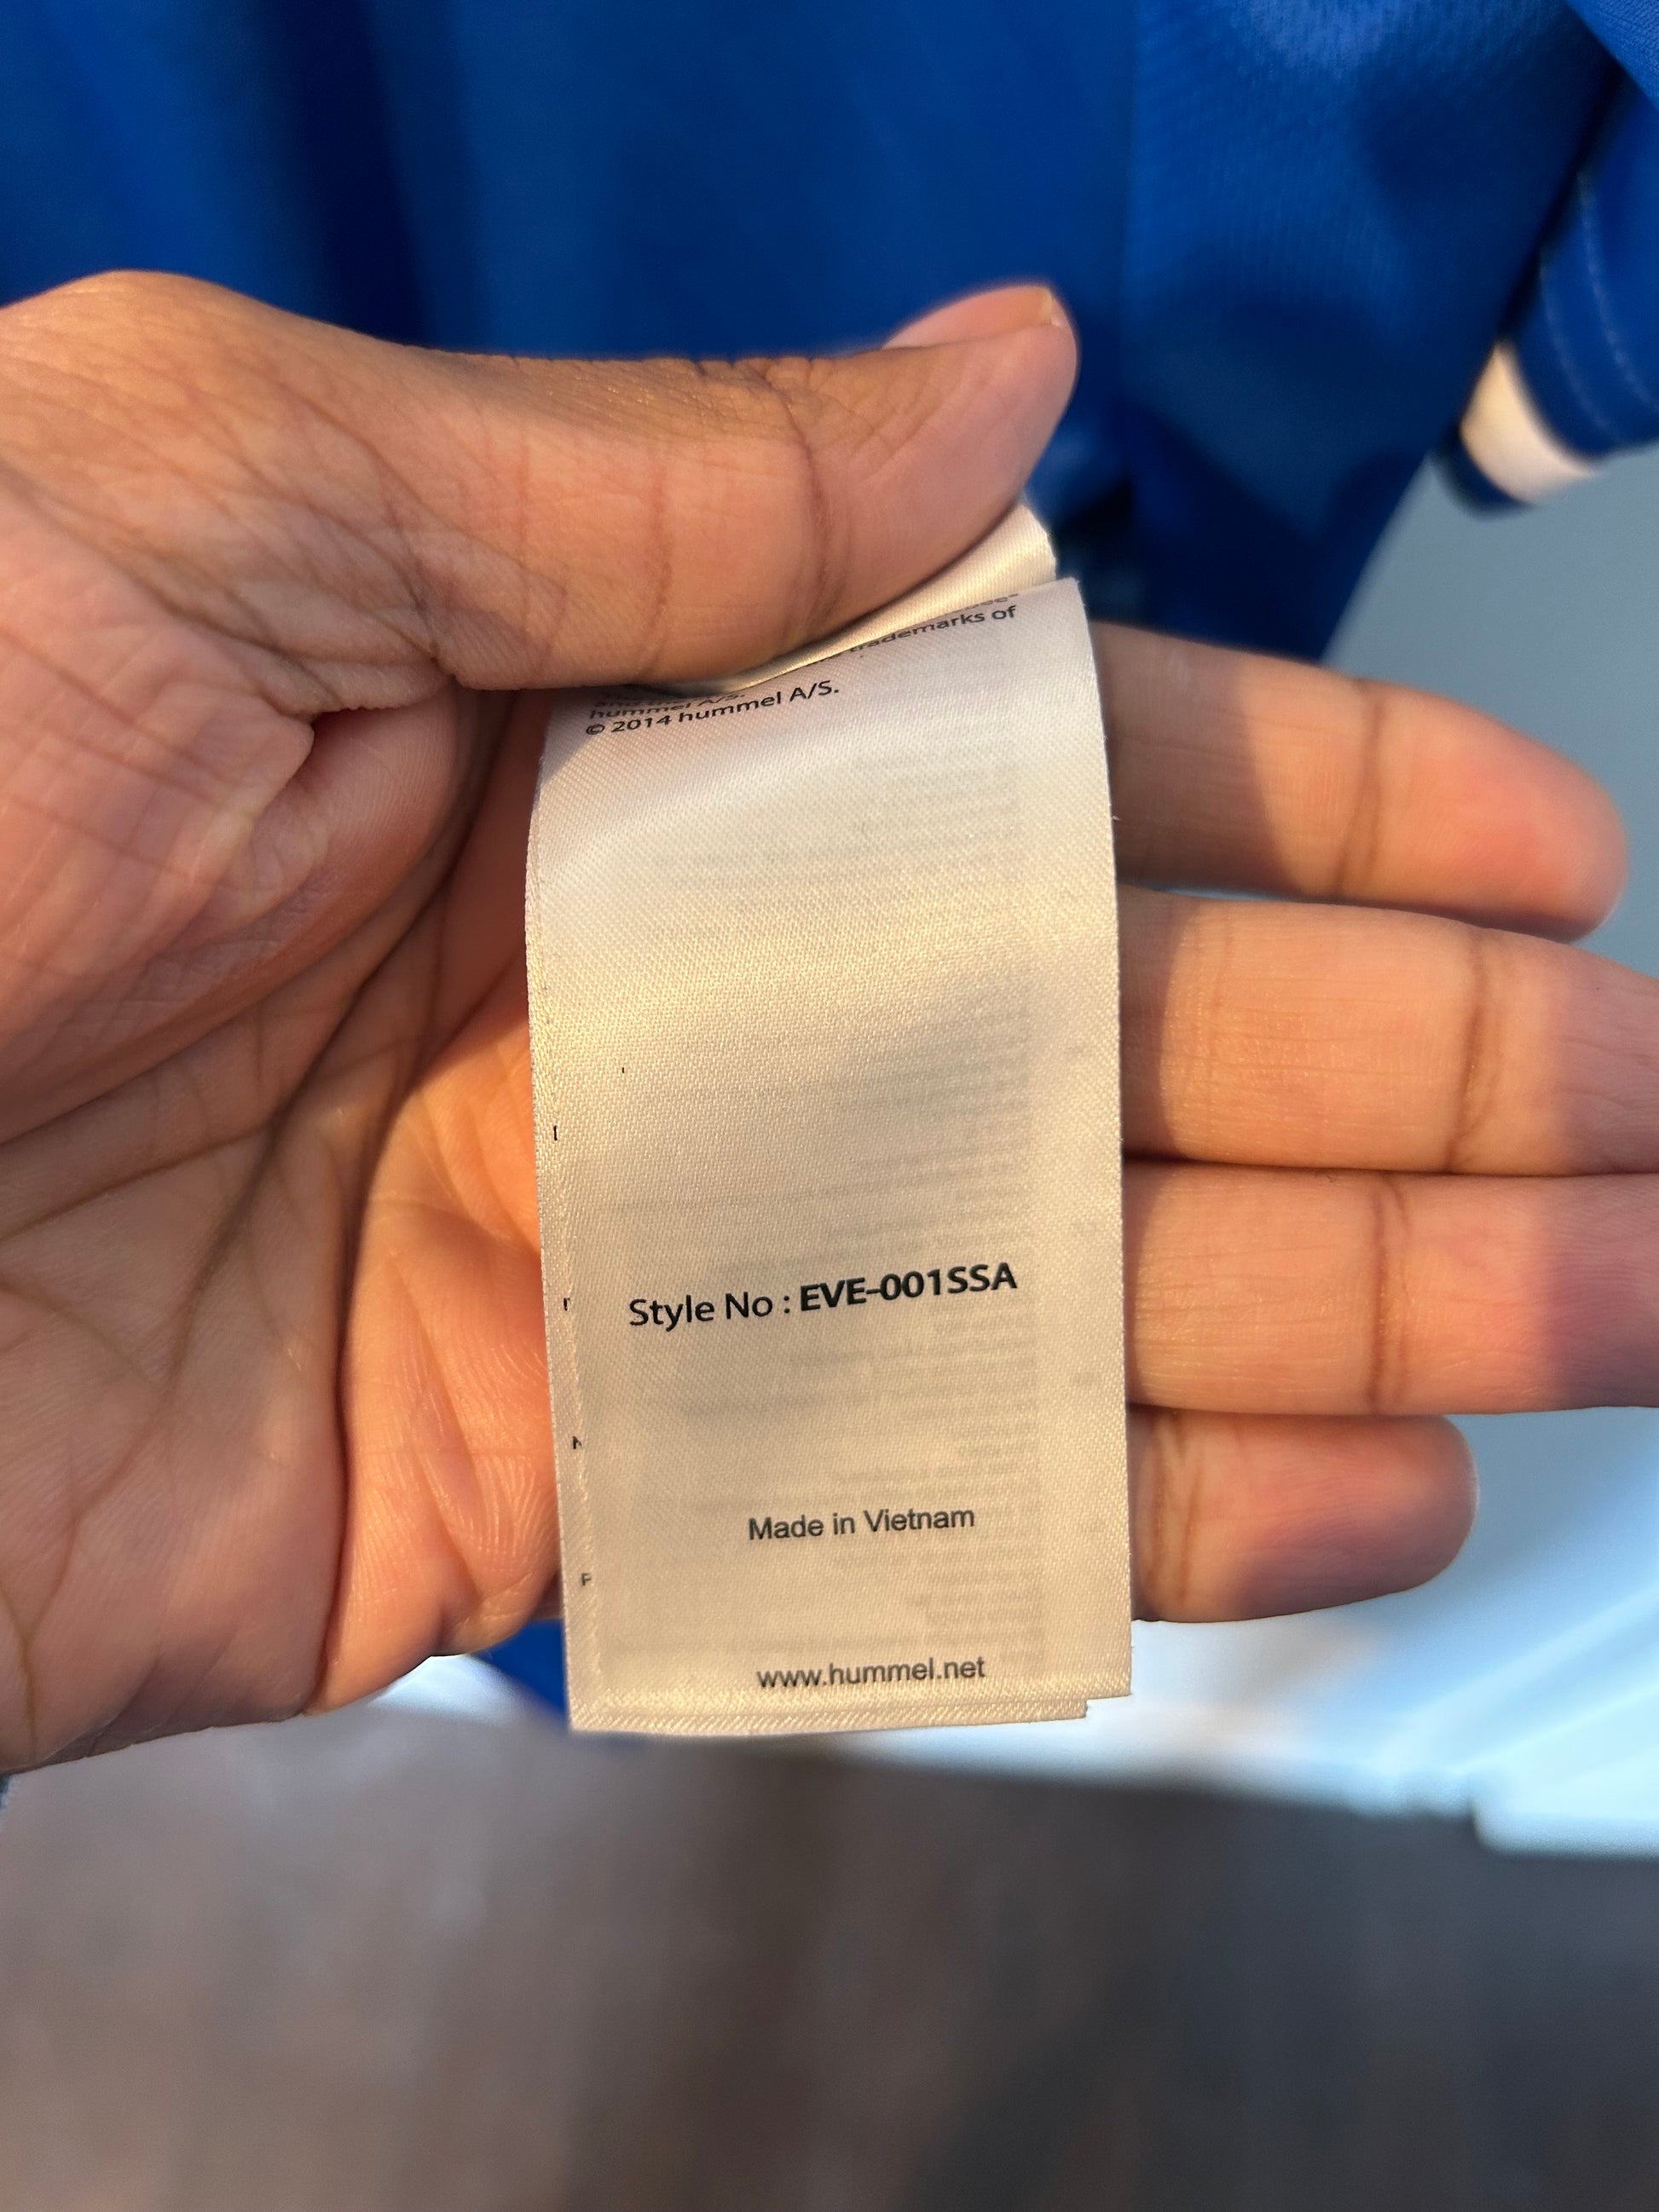 trademarks of
hummel A/S.
© 2014 hummel A/S.
Style No : EVE-001SSA
Made in Vietnam
www.hummel.net